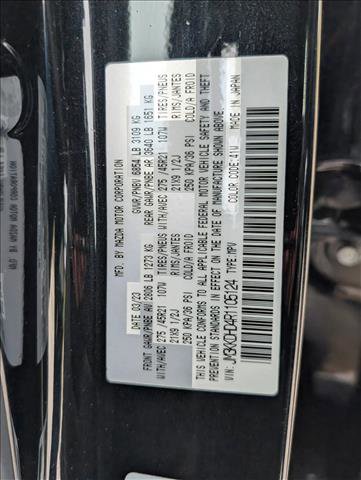 MFD. BY MAZDA MOTOR CORPORATION
DATE: 03/23 GVWR/PNBV 6854 LB 3109 KG
FRONT GAWR/PNBE AV 2806 LB 1273 KG REAR GAWR/PNBE AR 3640 LB 1651 KG
WITH/AVEC 275 /45R21 107W TIRES/PNEUS WITH/AVEC 275 /45R21 107W TIRES/PNEUS
21X9 1/2J RIMS/JANTES 21X9 1/2J RIMS/JANTES
250 KPA/36 PSI COLD/A FROID 250 KPA/36 PSI COLD/A FROID
THIS VEHICLE CONFORMS TO ALL APPLICABLE FEDERAL MOTOR VEHICLE SAFETY AND THEFT
PREVENTION STANDARDS IN EFFECT ON THE DATE OF MANUFACTURE SHOWN ABOVE.
VIN: TYPE: MPV COLOR CODE: 41W MADE IN JAPAN